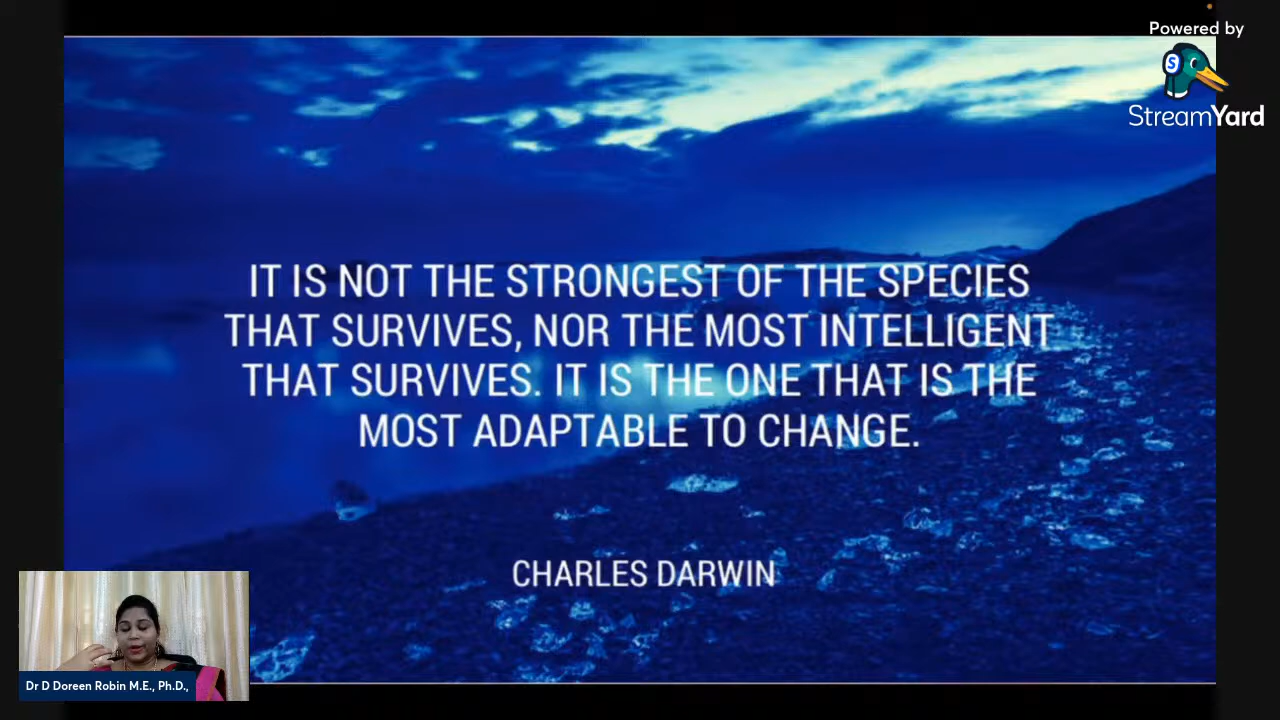 Powered by
S
StreamYard
IT IS NOT THE STRONGEST OF THE SPECIES
THAT SURVIVES, NOR THE MOST INTELLIGENT
THAT SURVIVES. IT IS THE ONE THAT IS THE
MOST ADAPTABLE TO CHANGE.
CHARLES DARWIN
Dr D Doreen Robin M.E., Ph.D.,